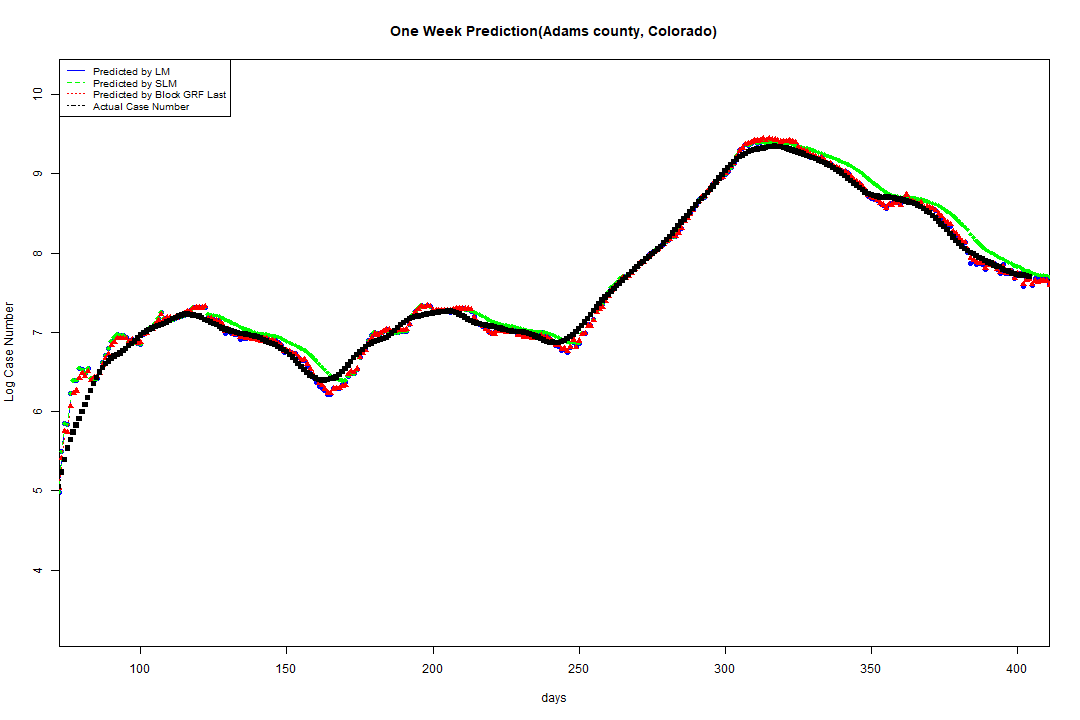 One Week Prediction(Adams county, Colorado)
Predicted by LM
Predicted by SLM
Predicted by Block GRF Last
Actual Case Number
10
9
8
7
6
5
4
Log Case Number
100 150 200 250 300 350 400
days